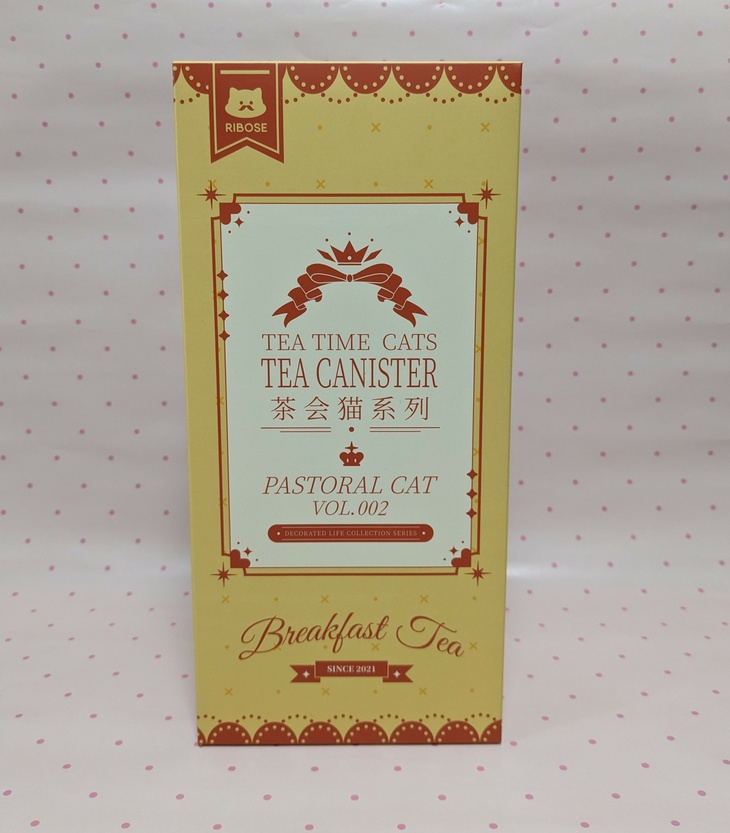 RIBOSE
TEA TIME CATS
TEA CANISTER
茶会猫系列
PASTORAL CAT
VOL.002
DECORATED LIFE COLLECTION SERIES
Breakfast Tea
SINCE 2021